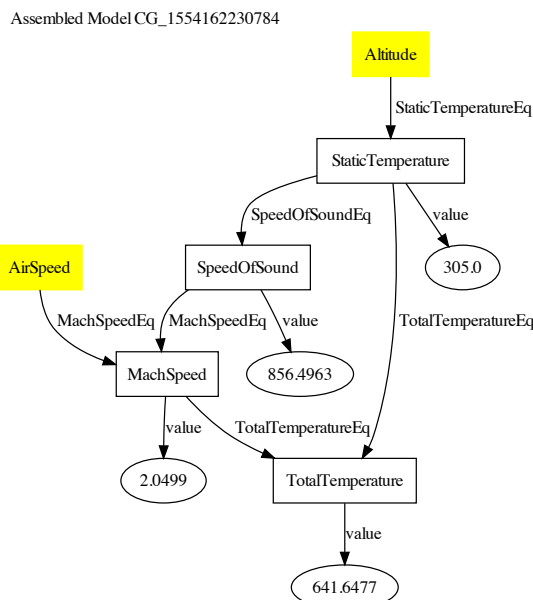 Assembled Model CG_1554162230784
Altitude
StaticTemperatureEq
StaticTemperature
SpeedOfSoundEq
value
AirSpeed
SpeedOfSound
305.0
MachSpeedEq
MachSpeedEq
value
TotalTemperatureEq
MachSpeed
856.4963
value
TotalTemperatureEq
2.0499
TotalTemperature
value
641.6477